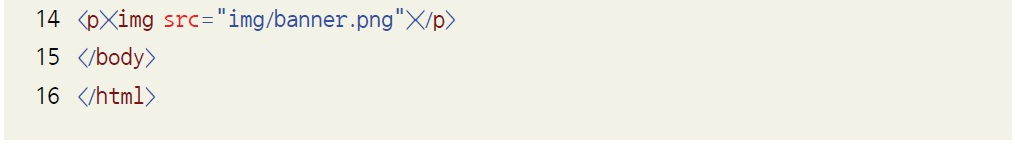 14 <p><img src="img/banner.png"></p>
15 </body>
16 </html>